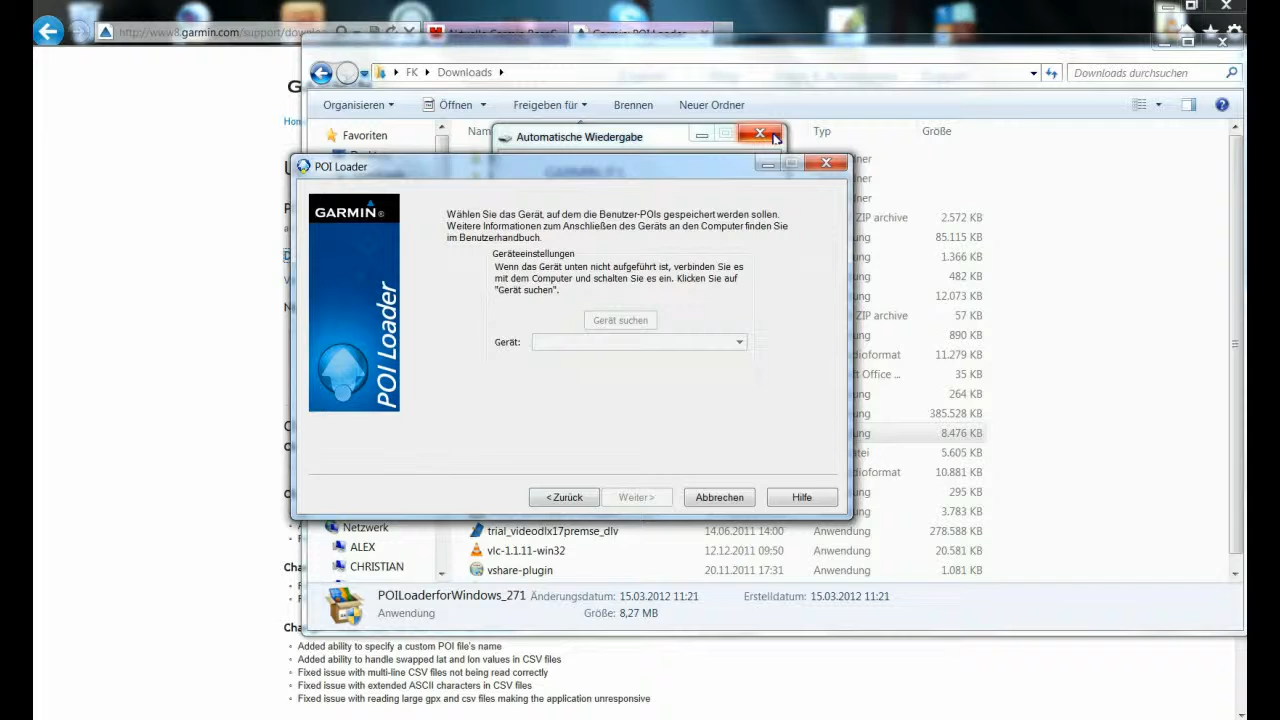 http://www8.garmin.com/support/
FK Downloads
Downloads durchsuchen
Organisieren Öffnen Freigeben für Brennen Neuer Ordner
Favoriten
Typ Größe
Automatische Wiedergabe
POI Loader
GARMIN
POI Loader
Wählen Sie das Gerät, auf dem die Benutzer-POIs gespeichert werden sollen.
Weitere Informationen zum Anschließen des Geräts an den Computer finden Sie
im Benutzerhandbuch.
Geräteeinstellungen
Wenn das Gerät unten nicht aufgeführt ist, verbinden Sie es
mit dem Computer und schalten Sie es ein. Klicken Sie auf
"Gerät suchen".
Gerät suchen
Gerät:
< Zurück Weiter > Abbrechen Hilfe
ZIP archive 2.572 KB
85.115 KB
1.366 KB
482 KB
12.073 KB
ZIP archive 57 KB
890 KB
11.279 KB
35 KB
264 KB
385.528 KB
8.476 KB
5.605 KB
10.881 KB
295 KB
3.783 KB
Netzwerk
trial_videodlx17premse_dlv 14.06.2011 14:00 Anwendung 278.588 KB
ALEX
vlc-1.1.11-win32 12.12.2011 09:50 Anwendung 20.581 KB
CHRISTIAN
vshare-plugin 20.11.2011 17:31 Anwendung 1.081 KB
POILoaderforWindows_271 Änderungsdatum: 15.03.2012 11:21 Erstelldatum: 15.03.2012 11:21
Anwendung Größe: 8,27 MB
Added ability to specify a custom POI file's name
Added ability to handle swapped lat and lon values in CSV files
Fixed issue with multi-line CSV files not being read correctly
Fixed issue with extended ASCII characters in CSV files
Fixed issue with reading large gpx and csv files making the application unresponsive